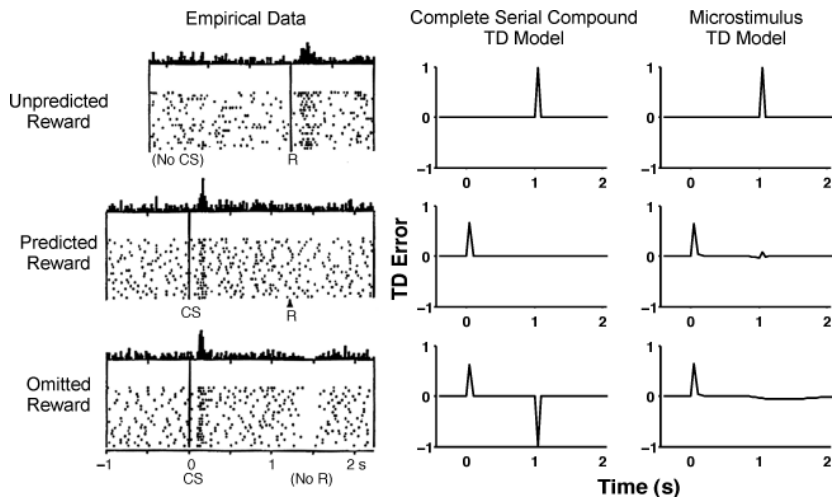 Empirical Data
Complete Serial Compound
TD Model
Microstimulus
TD Model
Unpredicted
Reward
(No CS)
R
1
0
−1
0 1 2
1
0
−1
0 1 2
Predicted
Reward
CS
R
TD Error
1
0
−1
0 1 2
1
0
−1
0 1 2
Omitted
Reward
−1 0 1 2 s
CS
(No R)
1
0
−1
0 1 2
1
0
−1
0 1 2
Time (s)